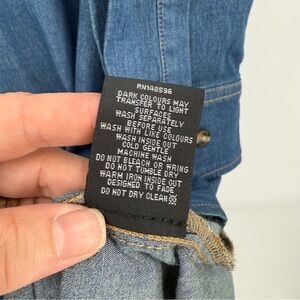 RN148596
DARK COLOURS MAY
TRANSFER TO LIGHT
SURFACES
WASH SEPARATELY
BEFORE USE
WASH WITH LIKE COLOURS
WASH INSIDE OUT
COLD GENTLE
MACHINE WASH
DO NOT BLEACH OR WRING
DO NOT TUMBLE DRY
WARM IRON INSIDE OUT
DESIGNED TO FADE
DO NOT DRY CLEAN